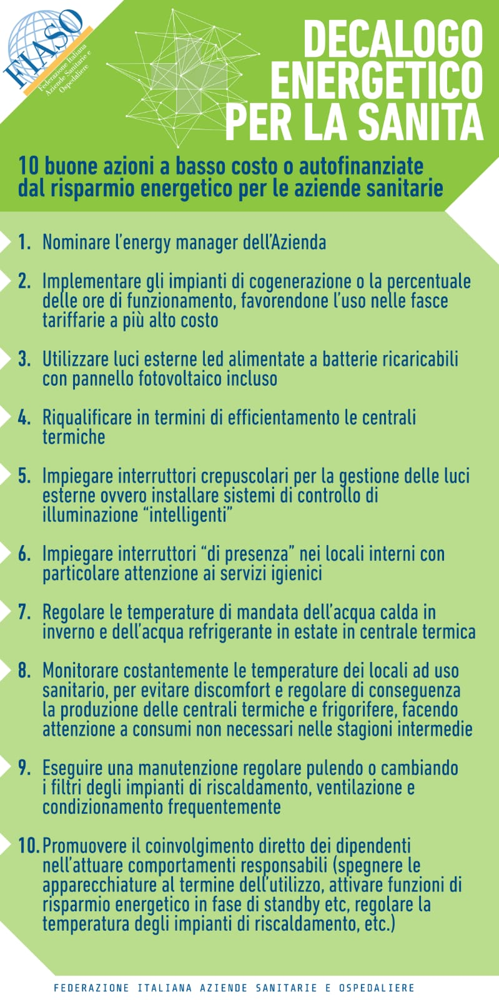 FIASO
Federazione Italiana
Aziende Sanitarie e
Ospedaliere
DECALOGO
ENERGETICO
PER LA SANITÀ
10 buone azioni a basso costo o autofinanziate
dal risparmio energetico per le aziende sanitarie
1. Nominare l’energy manager dell’Azienda
2. Implementare gli impianti di cogenerazione o la percentuale
delle ore di funzionamento, favorendone l’uso nelle fasce
tariffarie a più alto costo
3. Utilizzare luci esterne led alimentate a batterie ricaricabili
con pannello fotovoltaico incluso
4. Riqualificare in termini di efficientamento le centrali
termiche
5. Impiegare interruttori crepuscolari per la gestione delle luci
esterne ovvero installare sistemi di controllo di
illuminazione “intelligenti”
6. Impiegare interruttori “di presenza” nei locali interni con
particolare attenzione ai servizi igienici
7. Regolare le temperature di mandata dell’acqua calda in
inverno e dell’acqua refrigerante in estate in centrale termica
8. Monitorare costantemente le temperature dei locali ad uso
sanitario, per evitare discomfort e regolare di conseguenza
la produzione delle centrali termiche e frigorifere, facendo
attenzione a consumi non necessari nelle stagioni intermedie
9. Eseguire una manutenzione regolare pulendo o cambiando
i filtri degli impianti di riscaldamento, ventilazione e
condizionamento frequentemente
10. Promuovere il coinvolgimento diretto dei dipendenti
nell’attuare comportamenti responsabili (spegnere le
apparecchiature al termine dell’utilizzo, attivare funzioni di
risparmio energetico in fase di standby etc, regolare la
temperatura degli impianti di riscaldamento, etc.)
FEDERAZIONE ITALIANA AZIENDE SANITARIE E OSPEDALIERE